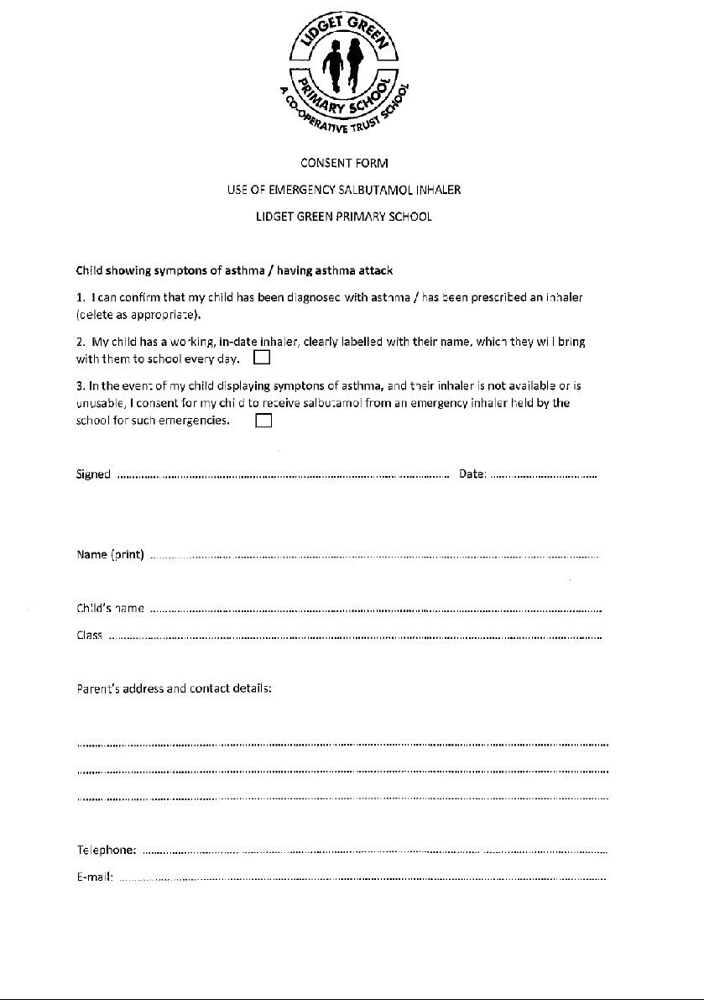 LIDGET GREEN
PRIMARY SCHOOL
A CO-OPERATIVE TRUST SCHOOL
CONSENT FORM
USE OF EMERGENCY SALBUTAMOL INHALER
LIDGET GREEN PRIMARY SCHOOL
Child showing symptons of asthma / having asthma attack
1. I can confirm that my child has been diagnosed with asthma / has been prescribed an inhaler
(delete as appropriate).
2. My child has a working, in-date inhaler, clearly labelled with their name, which they will bring
with them to school every day.
3. In the event of my child displaying symptons of asthma, and their inhaler is not available or is
unusable, I consent for my child to receive salbutamol from an emergency inhaler held by the
school for such emergencies.
Signed ........................ Date: ........................
Name (print) ........................
Child's name ........................
Class ........................
Parent's address and contact details:
........................
........................
........................
Telephone: ........................
E-mail: ........................